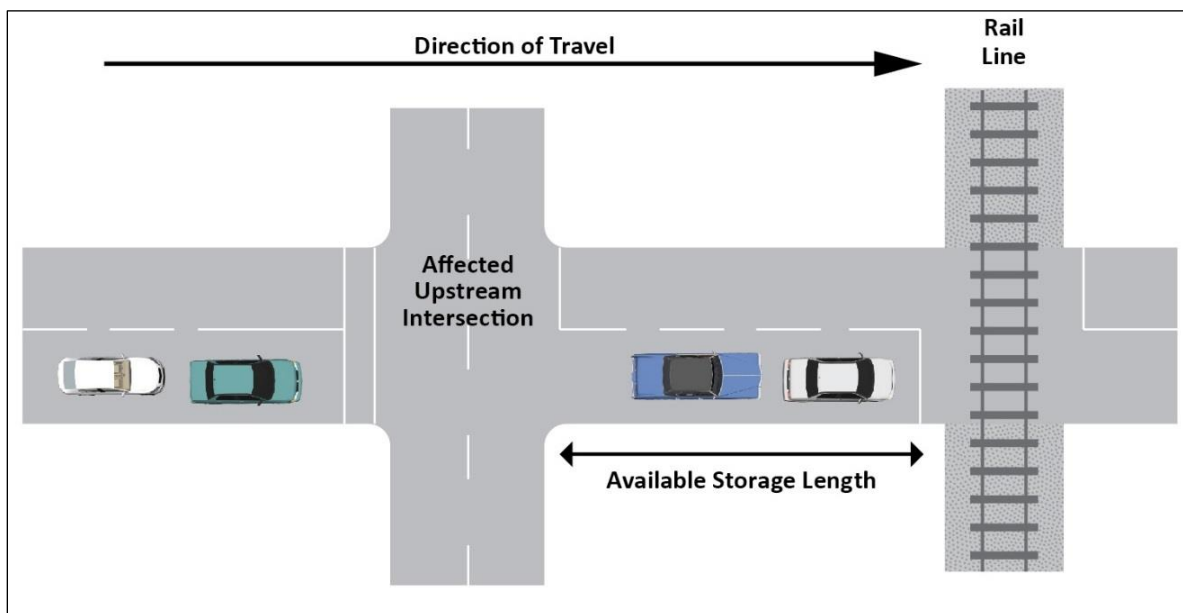 Direction of Travel
Rail
Line
Affected
Upstream
Intersection
Available Storage Length